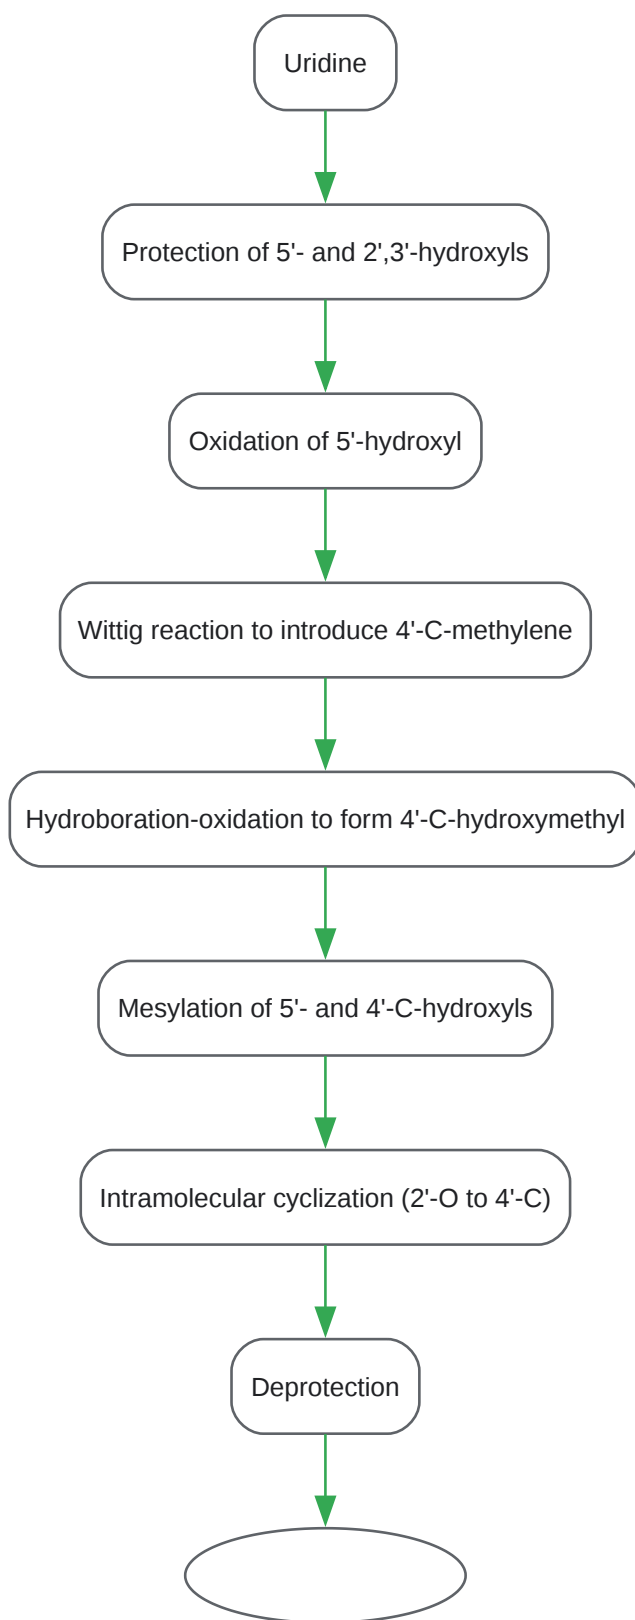 Uridine
Protection of 5'- and 2',3'-hydroxyls
Oxidation of 5'-hydroxyl
Wittig reaction to introduce 4'-C-methylene
Hydroboration-oxidation to form 4'-C-hydroxymethyl
Mesylation of 5'- and 4'-C-hydroxyls
Intramolecular cyclization (2'-O to 4'-C)
Deprotection